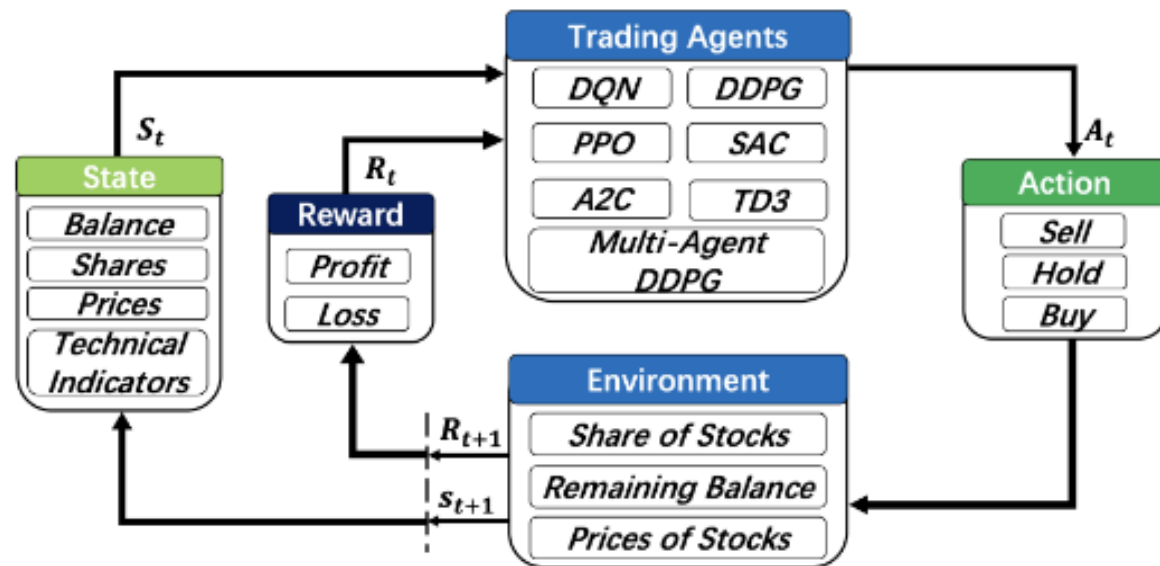 Trading Agents
DQN
DDPG
PPO
SAC
A2C
TD3
Multi-Agent
DDPG
S_t
State
Balance
Shares
Prices
Technical
Indicators
R_t
Reward
Profit
Loss
A_t
Action
Sell
Hold
Buy
Environment
Share of Stocks
Remaining Balance
Prices of Stocks
R_{t+1}
s_{t+1}